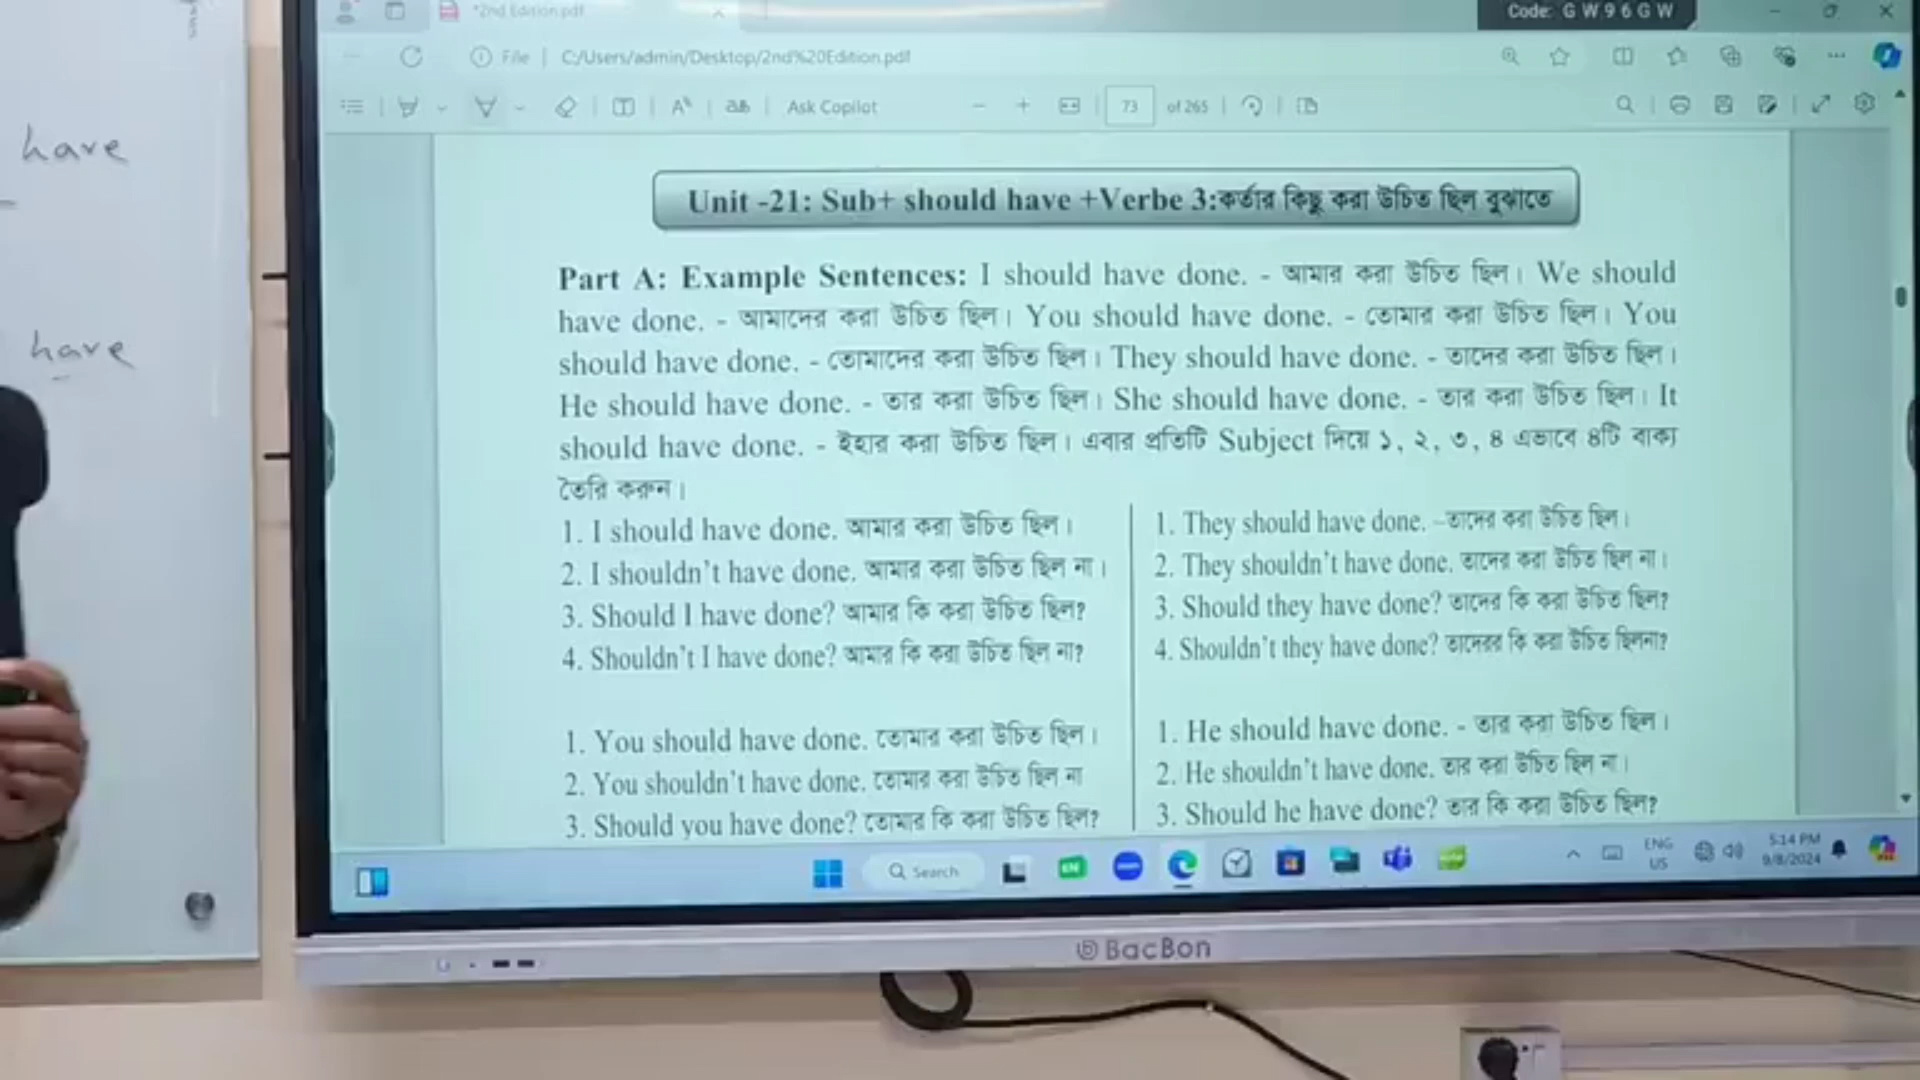 *2nd Edition.pdf
Code: G W 9 6 G W
File | C:/Users/admin/Desktop/2nd%20Edition.pdf
Ask Copilot
73 of 265
have
have
Unit -21: Sub+ should have +Verbe 3:কর্তার কিছু করা উচিত ছিল বুঝাতে
Part A: Example Sentences: I should have done. - আমার করা উচিত ছিল। We should
have done. - আমাদের করা উচিত ছিল। You should have done. - তোমার করা উচিত ছিল। You
should have done. - তোমাদের করা উচিত ছিল। They should have done. - তাদের করা উচিত ছিল।
He should have done. - তার করা উচিত ছিল। She should have done. - তার করা উচিত ছিল। It
should have done. - ইহার করা উচিত ছিল। এবার প্রতিটি Subject দিয়ে ১, ২, ৩, ৪ এভাবে ৪টি বাক্য
তৈরি করুন।
1. I should have done. আমার করা উচিত ছিল।
2. I shouldn't have done. আমার করা উচিত ছিল না।
3. Should I have done? আমার কি করা উচিত ছিল?
4. Shouldn't I have done? আমার কি করা উচিত ছিল না?
1. You should have done. তোমার করা উচিত ছিল।
2. You shouldn't have done. তোমার করা উচিত ছিল না
3. Should you have done? তোমার কি করা উচিত ছিল?
1. They should have done. –তাদের করা উচিত ছিল।
2. They shouldn't have done. তাদের করা উচিত ছিল না।
3. Should they have done? তাদের কি করা উচিত ছিল?
4. Shouldn't they have done? তাদেরর কি করা উচিত ছিলনা?
1. He should have done. - তার করা উচিত ছিল।
2. He shouldn't have done. তার করা উচিত ছিল না।
3. Should he have done? তার কি করা উচিত ছিল?
Search
ENG
US
5:14 PM
9/8/2024
BacBon